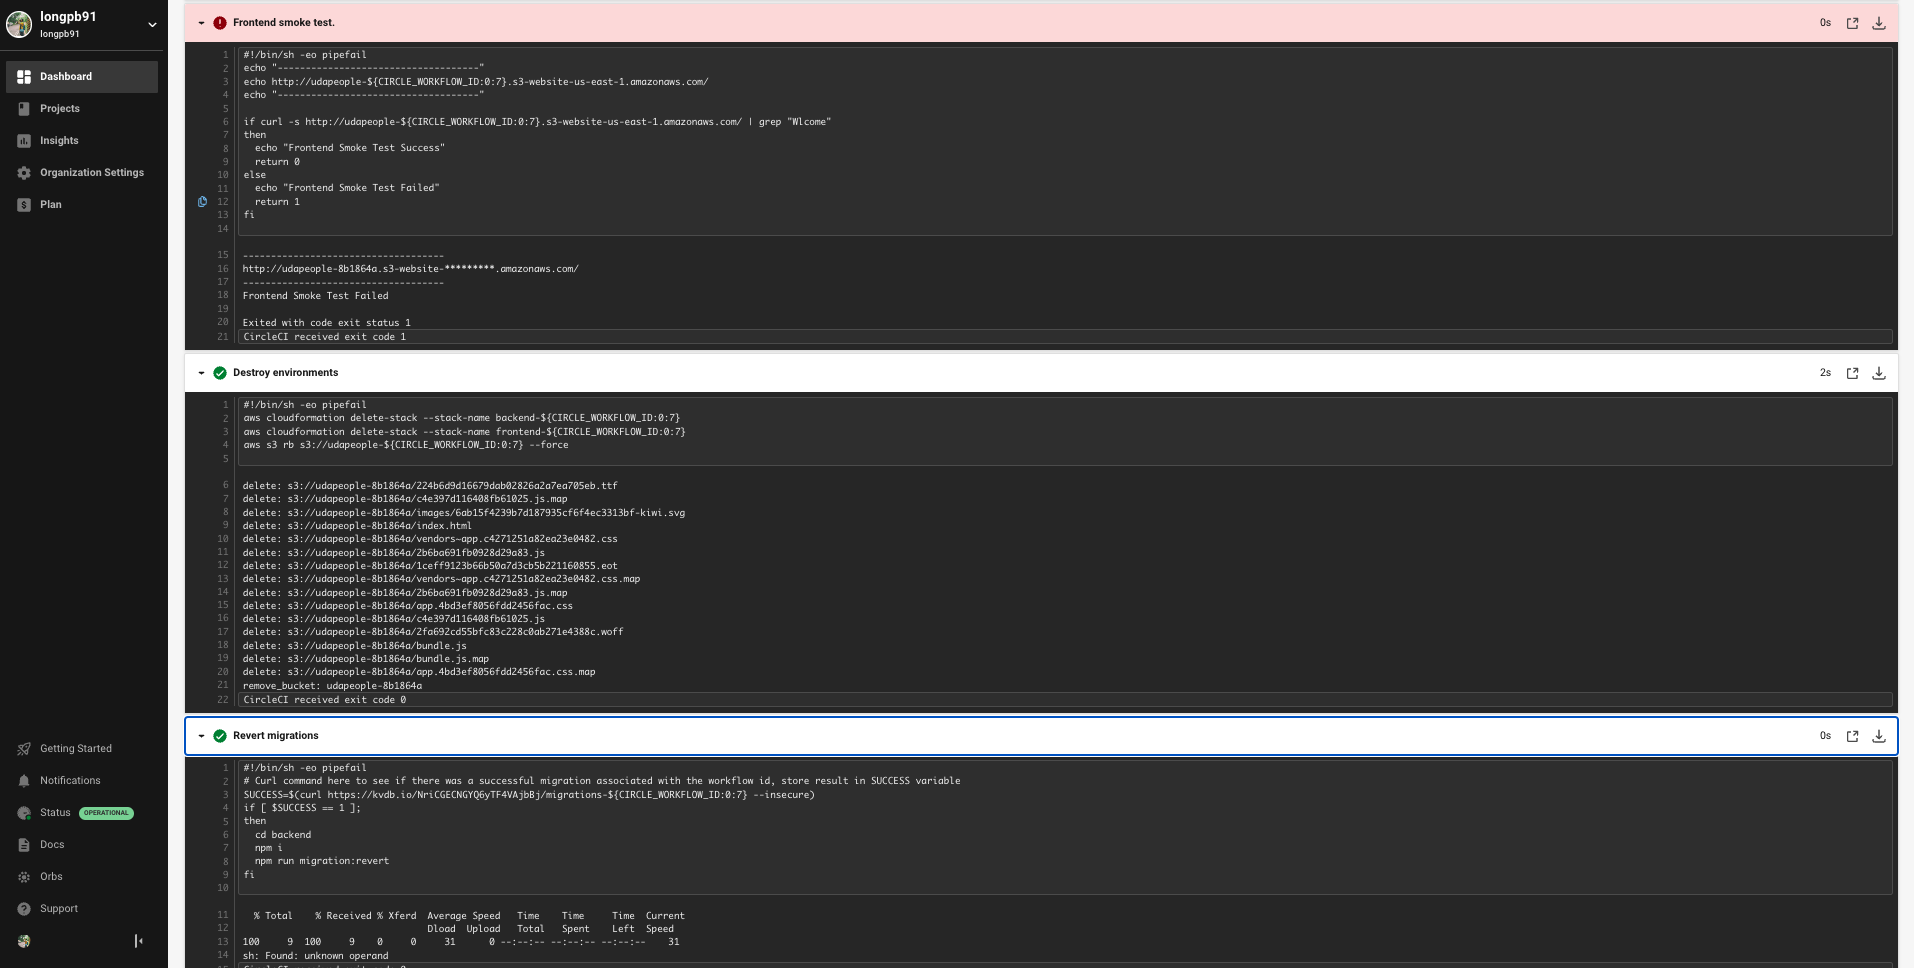 longpb91
longpb91
Dashboard
Projects
Insights
Organization Settings
Plan
Getting Started
Notifications
Status OPERATIONAL
Docs
Orbs
Support
Frontend smoke test. 0s
1 #!/bin/sh -eo pipefail
2 echo "------------------------------------"
3 echo http://udapeople-${CIRCLE_WORKFLOW_ID:0:7}.s3-website-us-east-1.amazonaws.com/
4 echo "------------------------------------"
5
6 if curl -s http://udapeople-${CIRCLE_WORKFLOW_ID:0:7}.s3-website-us-east-1.amazonaws.com/ | grep "Wlcome"
7 then
8 echo "Frontend Smoke Test Success"
9 return 0
10 else
11 echo "Frontend Smoke Test Failed"
12 return 1
13 fi
14
15 ------------------------------------
16 http://udapeople-8b1864a.s3-website-*********.amazonaws.com/
17 ------------------------------------
18 Frontend Smoke Test Failed
19
20 Exited with code exit status 1
21 CircleCI received exit code 1
Destroy environments 2s
1 #!/bin/sh -eo pipefail
2 aws cloudformation delete-stack --stack-name backend-${CIRCLE_WORKFLOW_ID:0:7}
3 aws cloudformation delete-stack --stack-name frontend-${CIRCLE_WORKFLOW_ID:0:7}
4 aws s3 rb s3://udapeople-${CIRCLE_WORKFLOW_ID:0:7} --force
5
6 delete: s3://udapeople-8b1864a/224b6d9d16679dab02826a2a7ea705eb.ttf
7 delete: s3://udapeople-8b1864a/c4e397d116408fb61025.js.map
8 delete: s3://udapeople-8b1864a/images/6ab15f4239b7d187935cf6f4ec3313bf-kiwi.svg
9 delete: s3://udapeople-8b1864a/index.html
10 delete: s3://udapeople-8b1864a/vendors~app.c4271251a82ea23e0482.css
11 delete: s3://udapeople-8b1864a/2b6ba691fb0928d29a83.js
12 delete: s3://udapeople-8b1864a/1ceff9123b66b50a7d3cb5b221160855.eot
13 delete: s3://udapeople-8b1864a/vendors~app.c4271251a82ea23e0482.css.map
14 delete: s3://udapeople-8b1864a/2b6ba691fb0928d29a83.js.map
15 delete: s3://udapeople-8b1864a/app.4bd3ef8056fdd2456fac.css
16 delete: s3://udapeople-8b1864a/c4e397d116408fb61025.js
17 delete: s3://udapeople-8b1864a/2fa692cd55bfc83c228c0ab271e4388c.woff
18 delete: s3://udapeople-8b1864a/bundle.js
19 delete: s3://udapeople-8b1864a/bundle.js.map
20 delete: s3://udapeople-8b1864a/app.4bd3ef8056fdd2456fac.css.map
21 remove_bucket: udapeople-8b1864a
22 CircleCI received exit code 0
Revert migrations 0s
1 #!/bin/sh -eo pipefail
2 # Curl command here to see if there was a successful migration associated with the workflow id, store result in SUCCESS variable
3 SUCCESS=$(curl https://kvdb.io/NriCGECNGYQ6yTF4VAjbBj/migrations-${CIRCLE_WORKFLOW_ID:0:7} --insecure)
4 if [ $SUCCESS == 1 ];
5 then
6 cd backend
7 npm i
8 npm run migration:revert
9 fi
10
11 % Total % Received % Xferd Average Speed Time Time Time Current
12 Dload Upload Total Spent Left Speed
13 100 9 100 9 0 0 31 0 --:--:-- --:--:-- --:--:-- 31
14 sh: Found: unknown operand